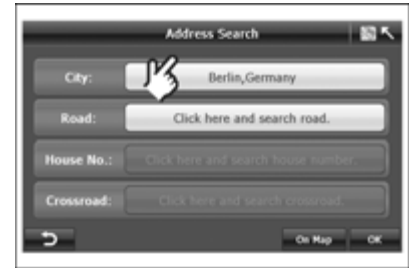 Address Search
City: Berlin,Germany
Road: Click here and search road.
House No.: Click here and search house number.
Crossroad: Click here and search crossroad.
On Map OK